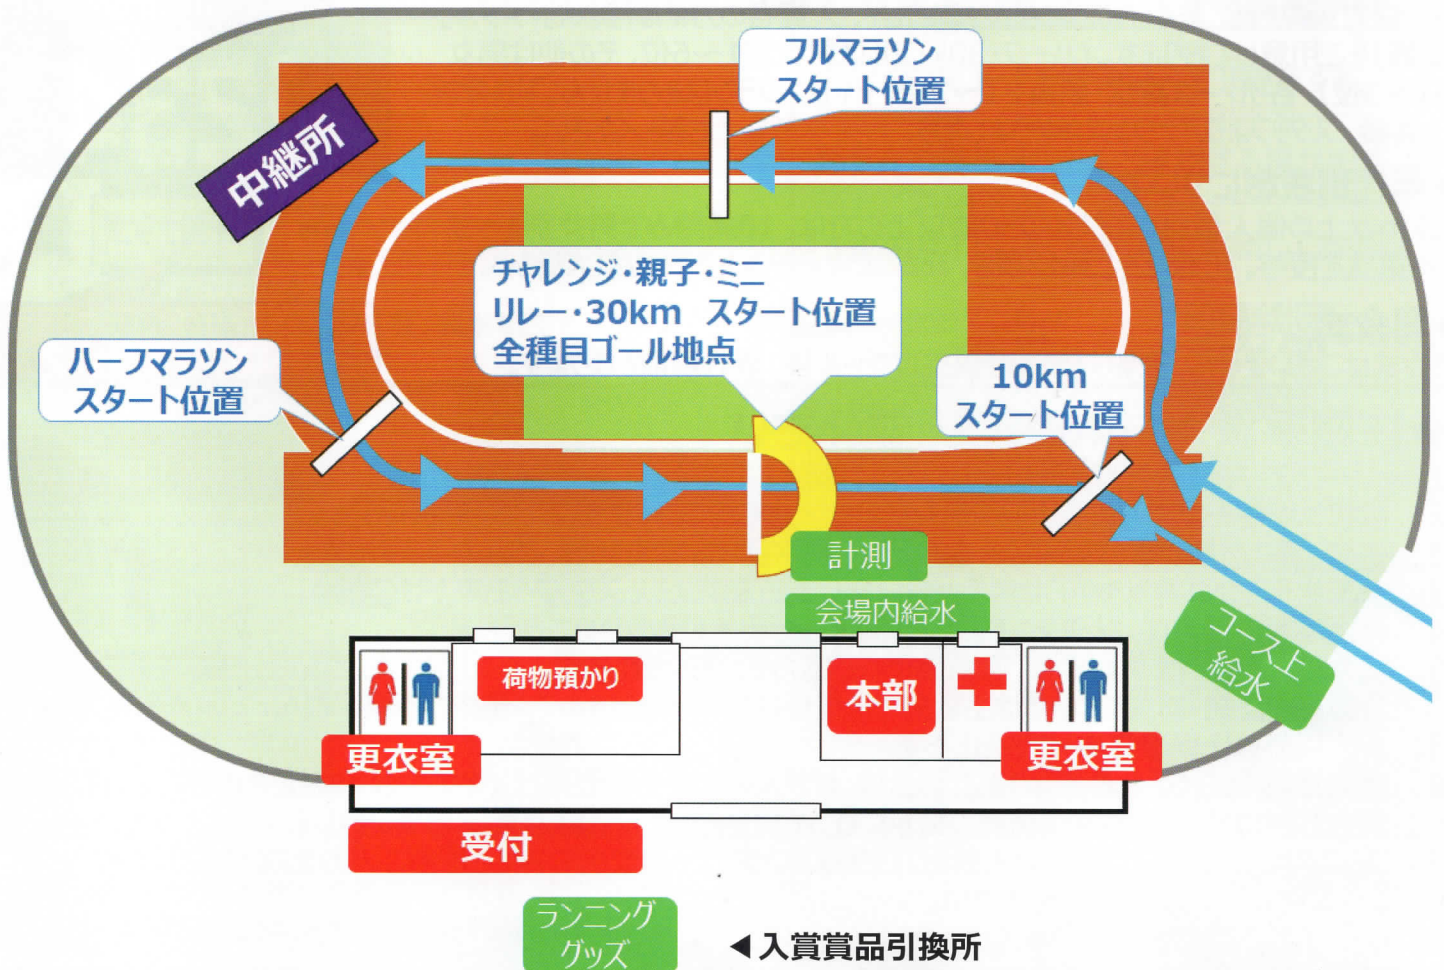 フルマラソン
スタート位置
中継所
チャレンジ・親子・ミニ
リレー・30km スタート位置
全種目ゴール地点
ハーフマラソン
スタート位置
10km
スタート位置
計測
会場内給水
コース上
給水
荷物預かり
本部
更衣室
更衣室
受付
ランニング
グッズ
◀入賞賞品引換所